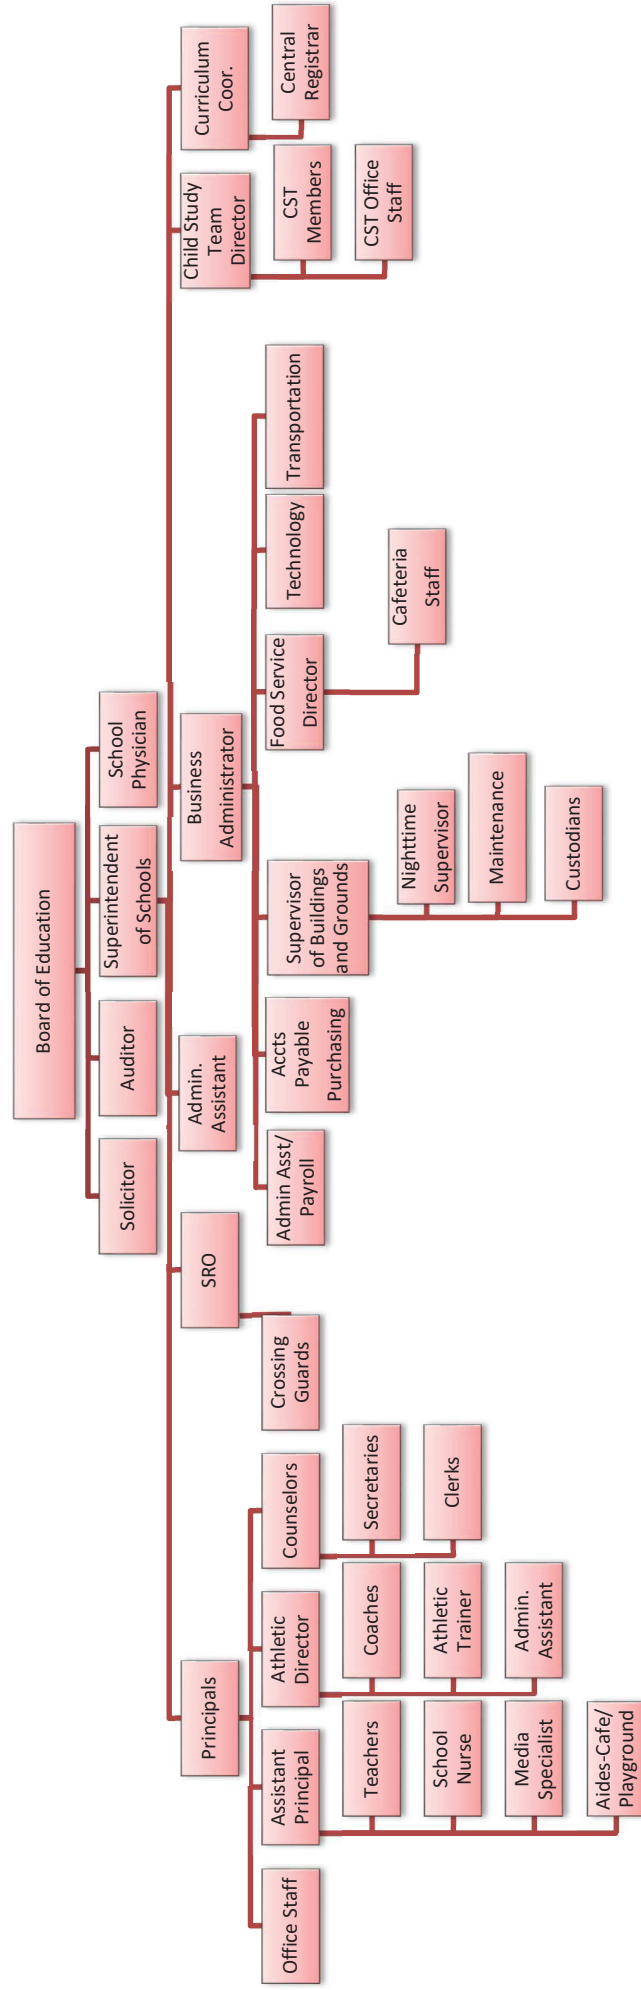 Board of Education
Solicitor
Auditor
Superintendent
of Schools
School
Physician
Principals
SRO
Admin.
Assistant
Business
Administrator
Child Study
Team
Director
Curriculum
Coor.
Office Staff
Assistant
Principal
Teachers
School
Nurse
Media
Specialist
Aides-Cafe/
Playground
Athletic
Director
Coaches
Athletic
Trainer
Admin.
Assistant
Counselors
Secretaries
Clerks
Crossing
Guards
Admin Asst/
Payroll
Accts
Payable
Purchasing
Supervisor
of Buildings
and Grounds
Nighttime
Supervisor
Maintenance
Custodians
Food Service
Director
Cafeteria
Staff
Technology
Transportation
CST
Members
CST Office
Staff
Central
Registrar